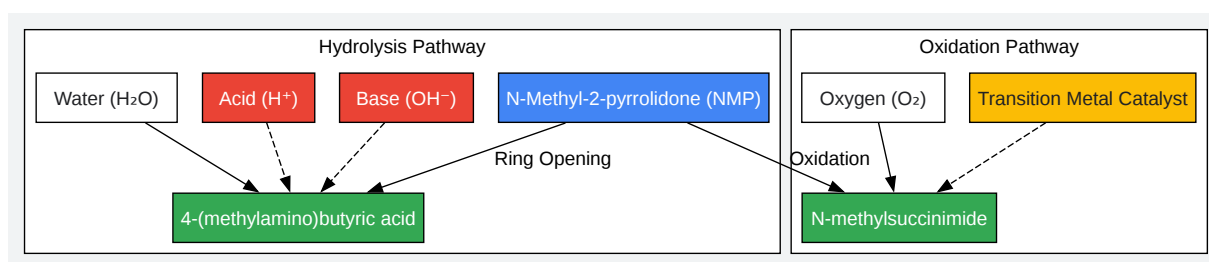 Hydrolysis Pathway
Oxidation Pathway
Water (H₂O)
Acid (H⁺)
Base (OH⁻)
N-Methyl-2-pyrrolidone (NMP)
Oxygen (O₂)
Transition Metal Catalyst
Ring Opening
Oxidation
4-(methylamino)butyric acid
N-methylsuccinimide